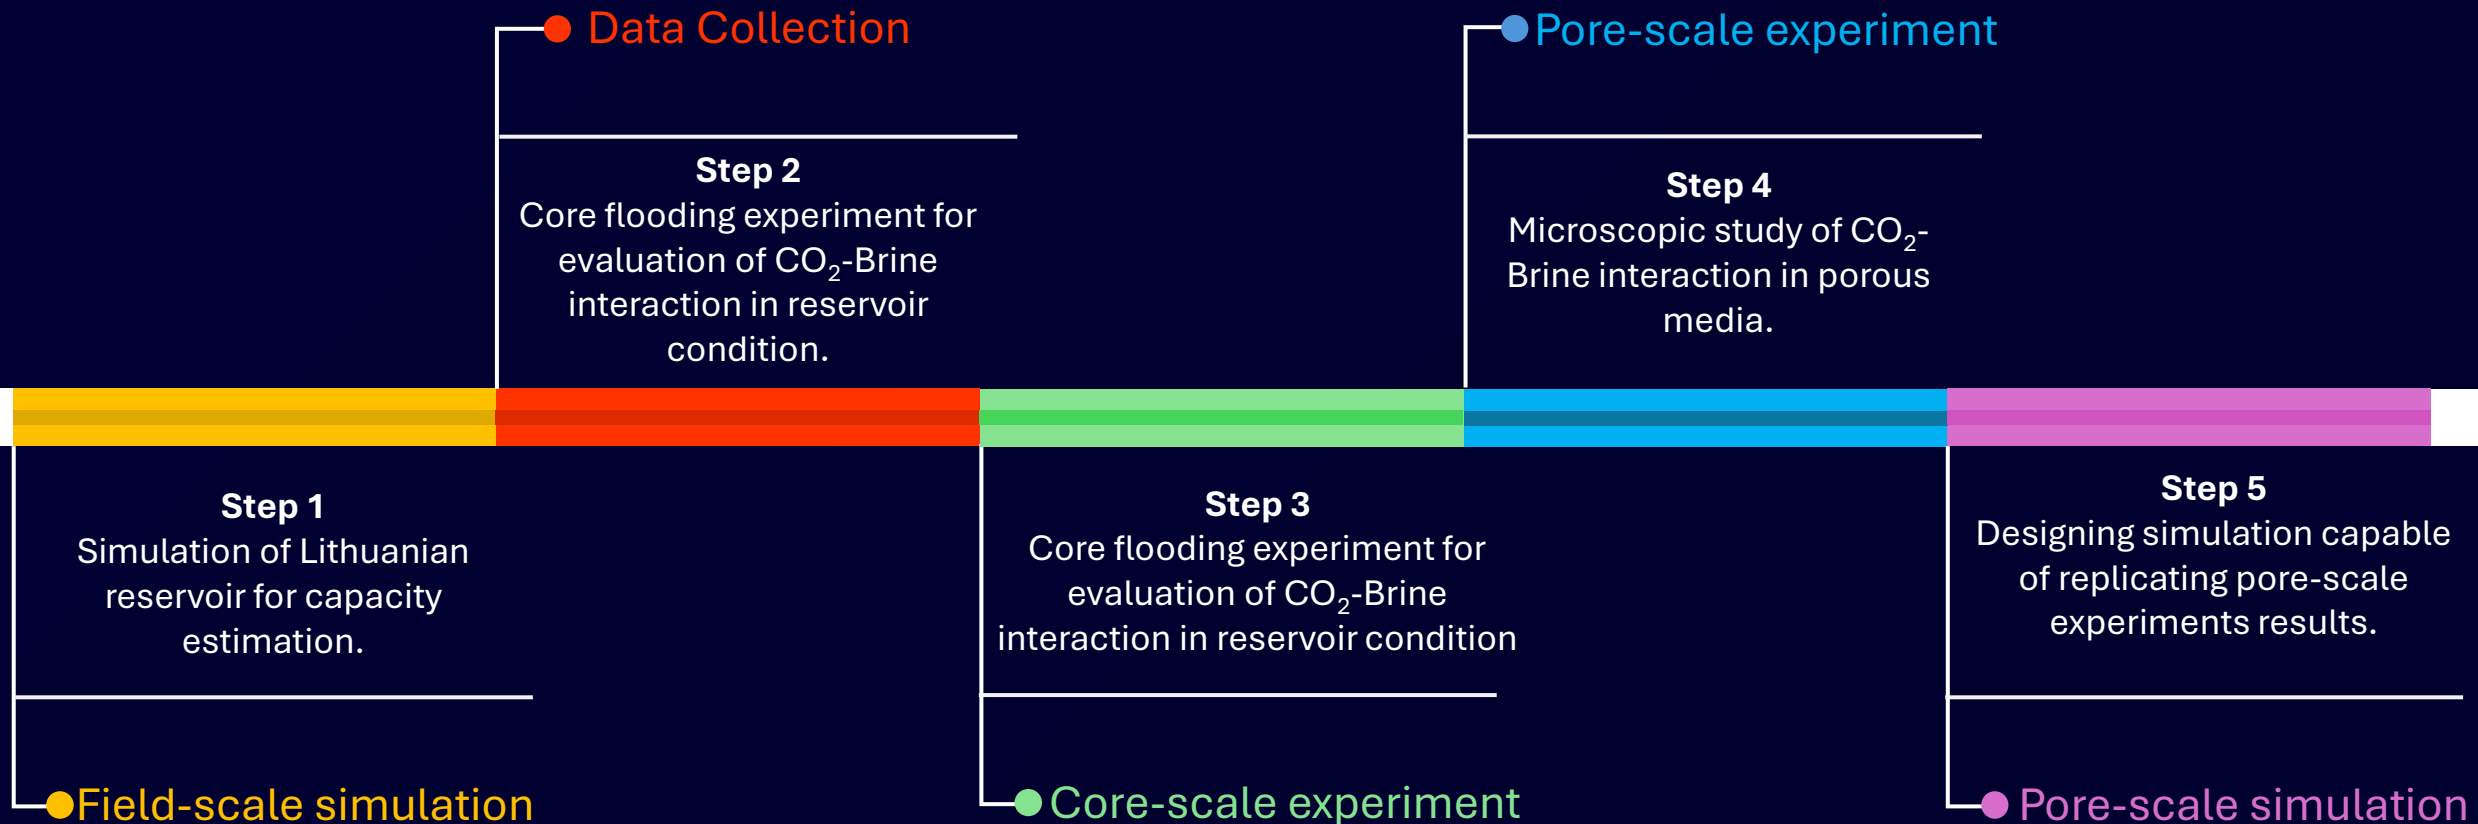 Data Collection
Step 2
Core flooding experiment for
evaluation of CO₂-Brine
interaction in reservoir
condition.
Pore-scale experiment
Step 4
Microscopic study of CO₂-
Brine interaction in porous
media.
Step 1
Simulation of Lithuanian
reservoir for capacity
estimation.
Field-scale simulation
Step 3
Core flooding experiment for
evaluation of CO₂-Brine
interaction in reservoir condition
Core-scale experiment
Step 5
Designing simulation capable
of replicating pore-scale
experiments results.
Pore-scale simulation